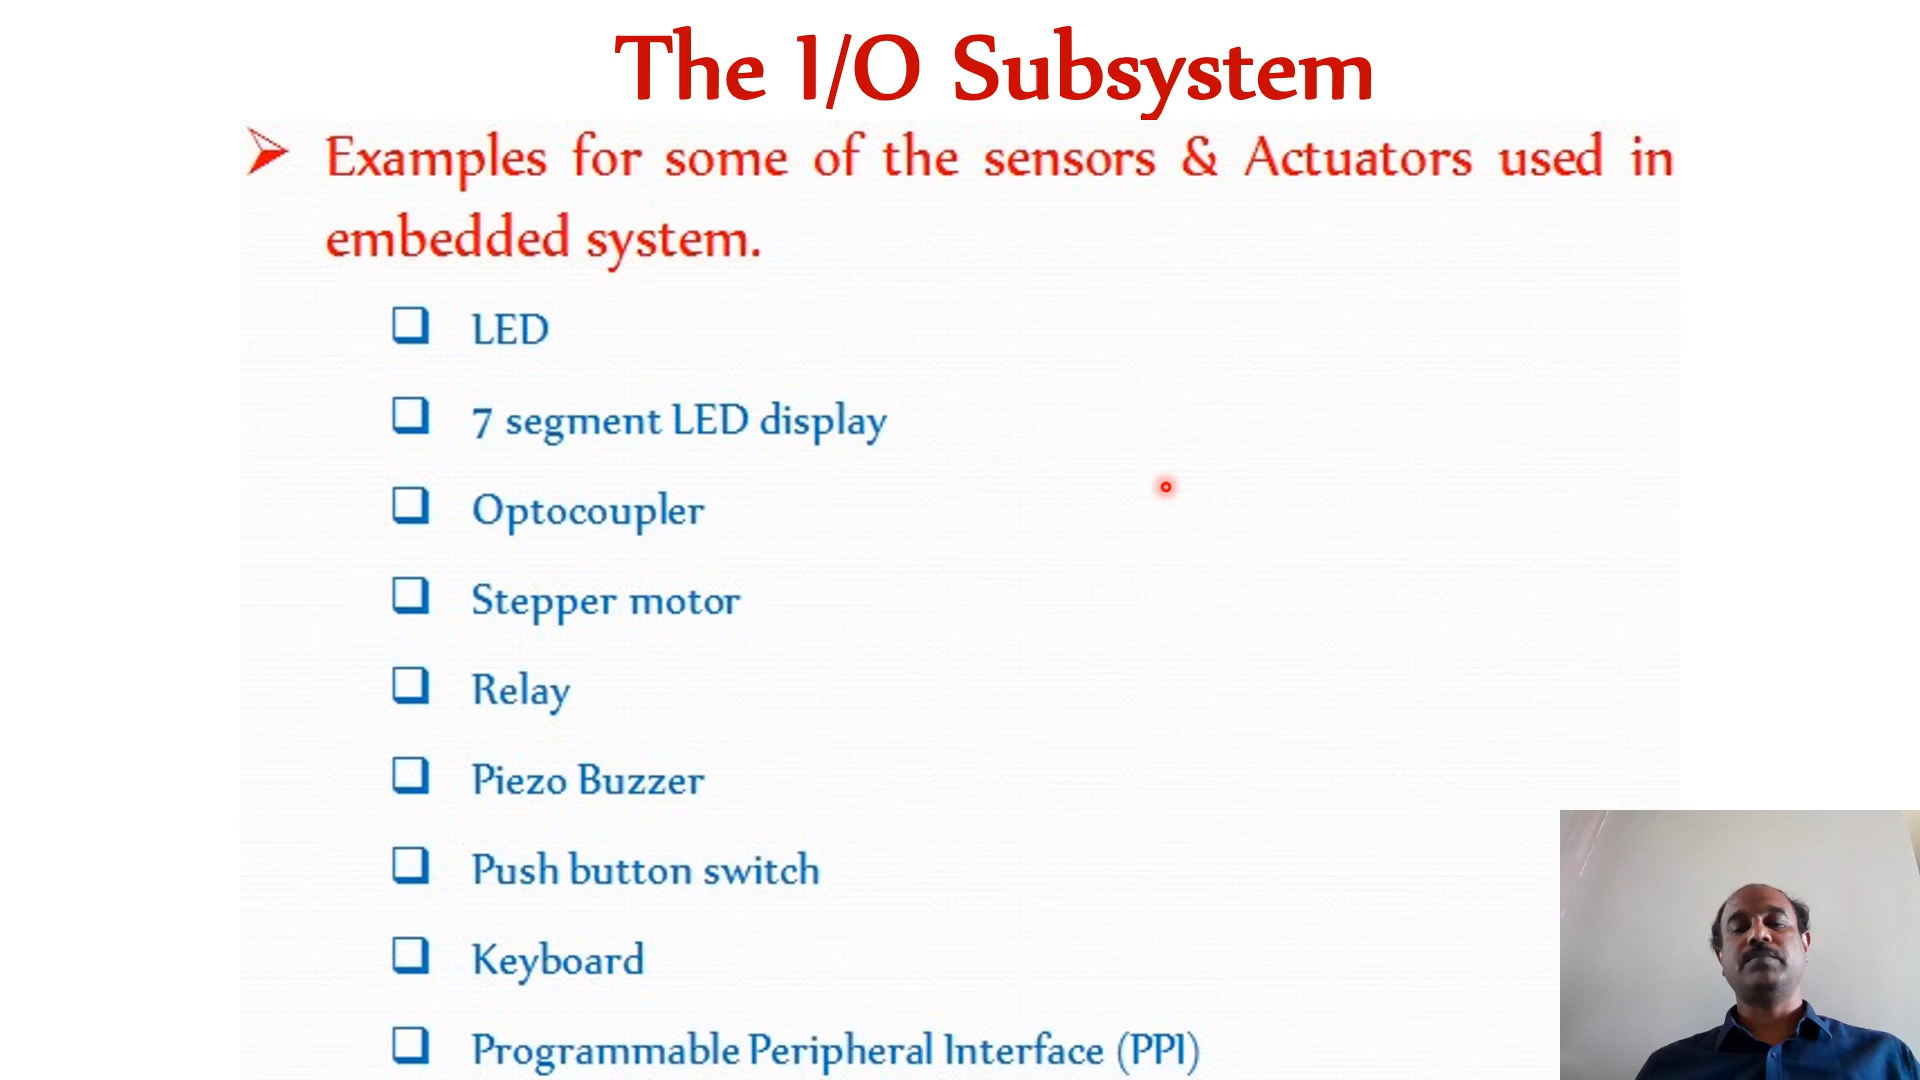 The I/O Subsystem
Examples for some of the sensors & Actuators used in
embedded system.
LED
7 segment LED display
Optocoupler
Stepper motor
Relay
Piezo Buzzer
Push button switch
Keyboard
Programmable Peripheral Interface (PPI)